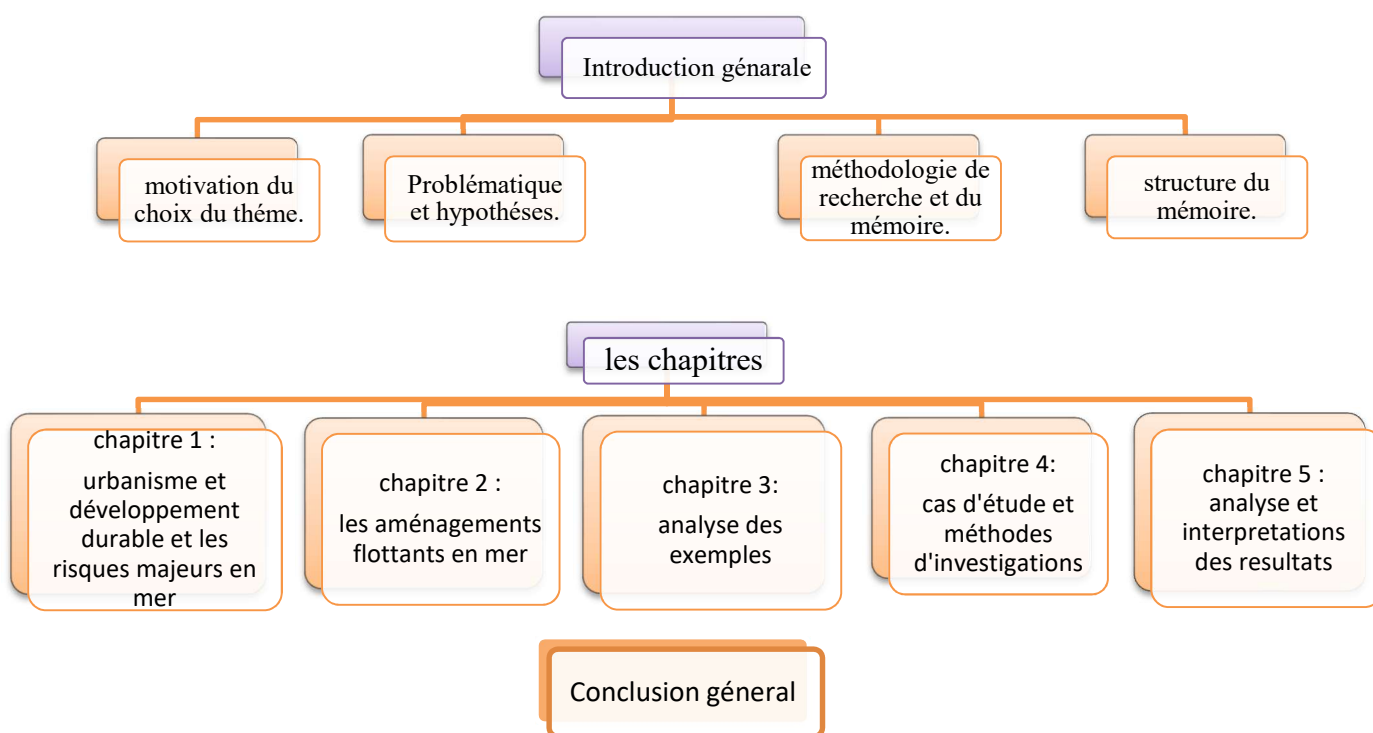 Introduction génarale
motivation du
choix du théme.
Problématique
et hypothéses.
méthodologie de
recherche et du
mémoire.
structure du
mémoire.
les chapitres
chapitre 1 :
urbanisme et
développement
durable et les
risques majeurs en
mer
chapitre 2 :
les aménagements
flottants en mer
chapitre 3:
analyse des
exemples
chapitre 4:
cas d'étude et
méthodes
d'investigations
chapitre 5 :
analyse et
interpretations
des resultats
Conclusion géneral